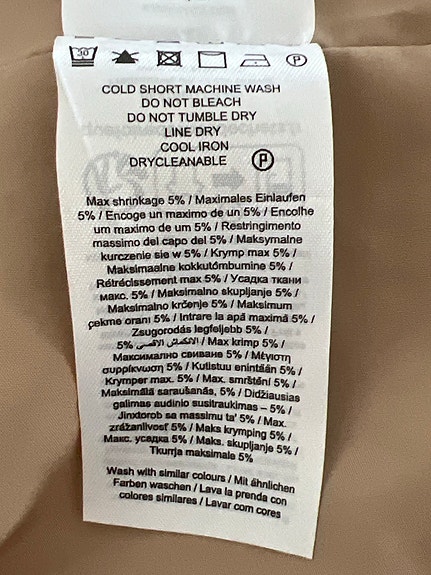 30
COLD SHORT MACHINE WASH
DO NOT BLEACH
DO NOT TUMBLE DRY
LINE DRY
COOL IRON
DRYCLEANABLE P
Max shrinkage 5% / Maximales Einlaufen
5% / Encoge un maximo de un 5% / Encolhe
um maximo de um 5% / Restringimento
massimo del capo del 5% / Maksymalne
kurczenie sie w 5% / Krymp max 5% /
Maksimaalne kokkutõmbumine 5% /
Rétrécissement max 5% / Усадка ткани
макс. 5% / Maksimalno skupljanje 5% /
Maksimalno krčenje 5% / Maksimum
çekme oranı 5% / Intrare la apă maximă 5% /
Zsugorodás legfeljebb 5% /
5% الانكماش الاقصى / Max krimp 5% /
Максимално свиване 5% / Μέγιστη
συρρίκνωση 5% / Kutistuu enintään 5% /
Krymper max. 5% / Max. smrštění 5% /
Maksimālā saraušanās, 5% / Didžiausias
galimas audinio susitraukimas – 5% /
Jinxtorob sa massimu ta' 5% / Max.
zrážanlivosť 5% / Maks krymping 5% /
Макс. усадка 5% / Maks. skupljanje 5% /
Tkurrja maksimale 5%
Wash with similar colours / Mit ähnlichen
Farben waschen / Lava la prenda con
colores similares / Lavar com cores